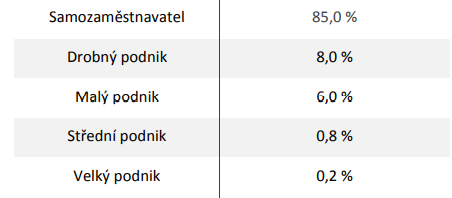 Samozaměstnavatel 85,0 %
Drobný podnik 8,0 %
Malý podnik 6,0 %
Střední podnik 0,8 %
Velký podnik 0,2 %